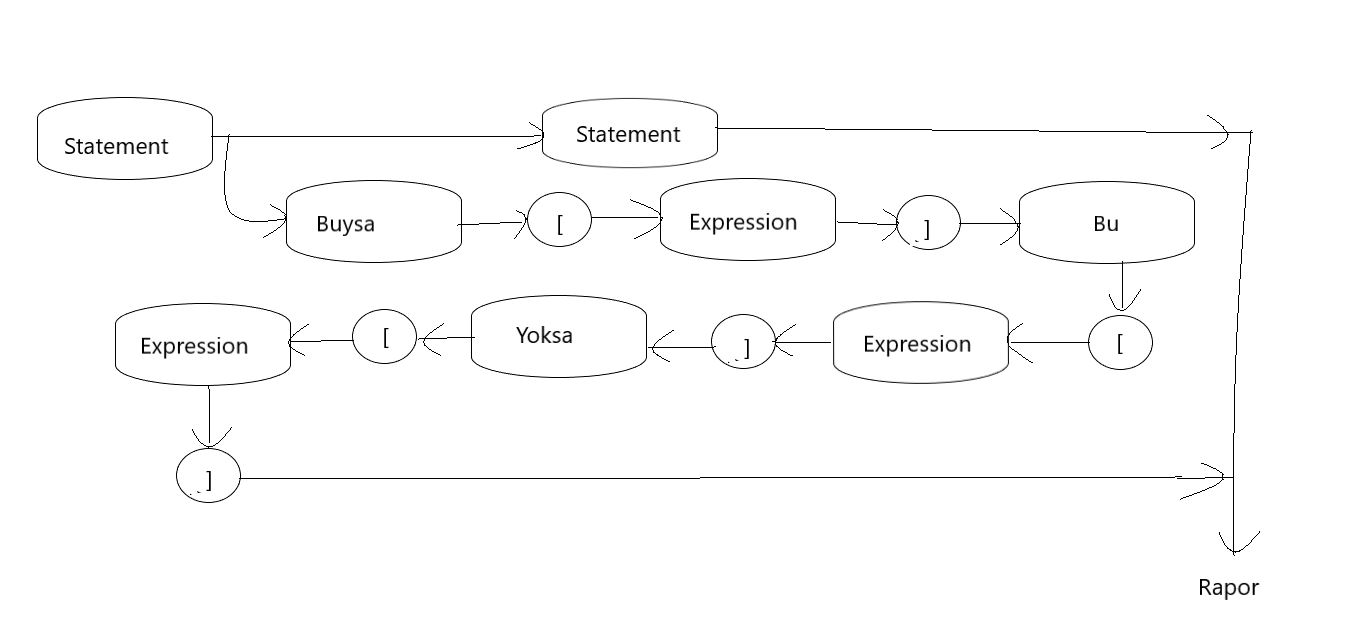 Statement
Statement
Buysa
[
Expression
]
Bu
[
Expression
]
Yoksa
[
Expression
]
Rapor